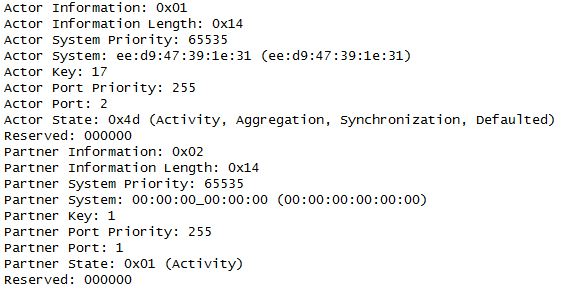 Actor Information: 0x01
Actor Information Length: 0x14
Actor System Priority: 65535
Actor System: ee:d9:47:39:1e:31 (ee:d9:47:39:1e:31)
Actor Key: 17
Actor Port Priority: 255
Actor Port: 2
Actor State: 0x4d (Activity, Aggregation, Synchronization, Defaulted)
Reserved: 000000
Partner Information: 0x02
Partner Information Length: 0x14
Partner System Priority: 65535
Partner System: 00:00:00_00:00:00 (00:00:00:00:00:00)
Partner Key: 1
Partner Port Priority: 255
Partner Port: 1
Partner State: 0x01 (Activity)
Reserved: 000000